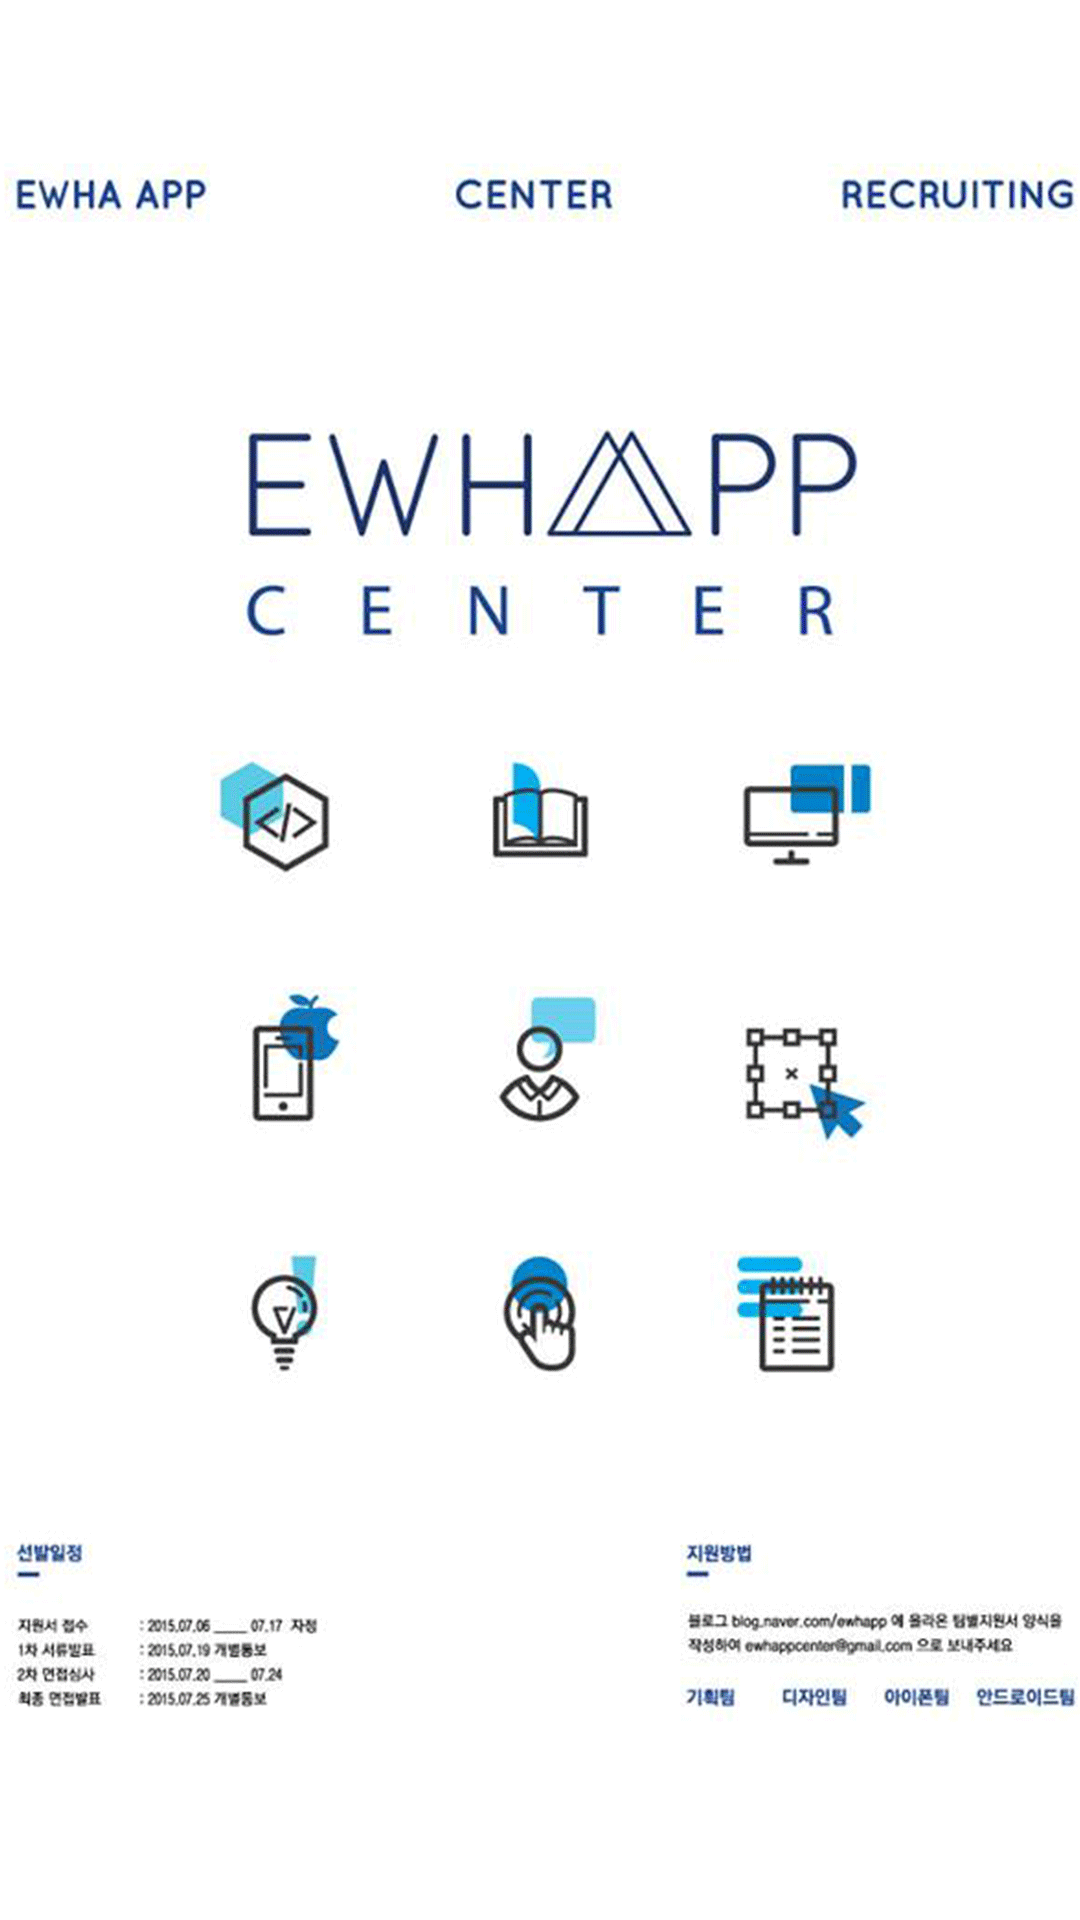 EWHA APP CENTER RECRUITING
EWHAPP
CENTER
</>
선발일정
지원서 접수 : 2015.07.06 ____ 07.17 자정
1차 서류발표 : 2015.07.19 개별통보
2차 면접심사 : 2015.07.20 ____ 07.24
최종 면접발표 : 2015.07.25 개별통보
지원방법
블로그 blog.naver.com/ewhapp 에 올라온 팀별지원서 양식을
작성하여 ewhappcenter@gmail.com 으로 보내주세요
기획팀 디자인팀 아이폰팀 안드로이드팀